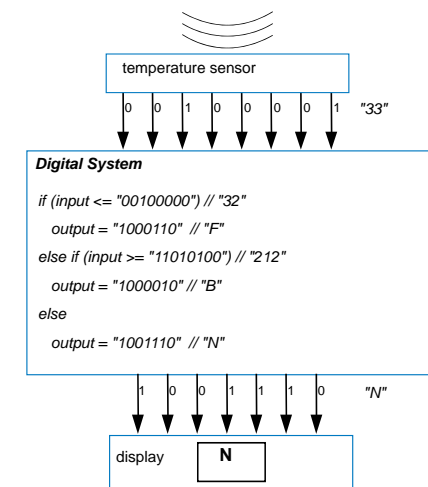 temperature sensor
0 0 1 0 0 0 0 1 "33"
Digital System
if (input <= "00100000") // "32"
output = "1000110" // "F"
else if (input >= "11010100") // "212"
output = "1000010" // "B"
else
output = "1001110" // "N"
1 0 0 1 1 1 0 "N"
display N